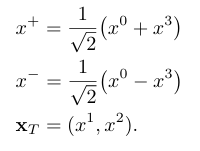 x⁺ = 1/√2 (x⁰ + x³)
x⁻ = 1/√2 (x⁰ − x³)
𝐱_T = (x¹, x²).